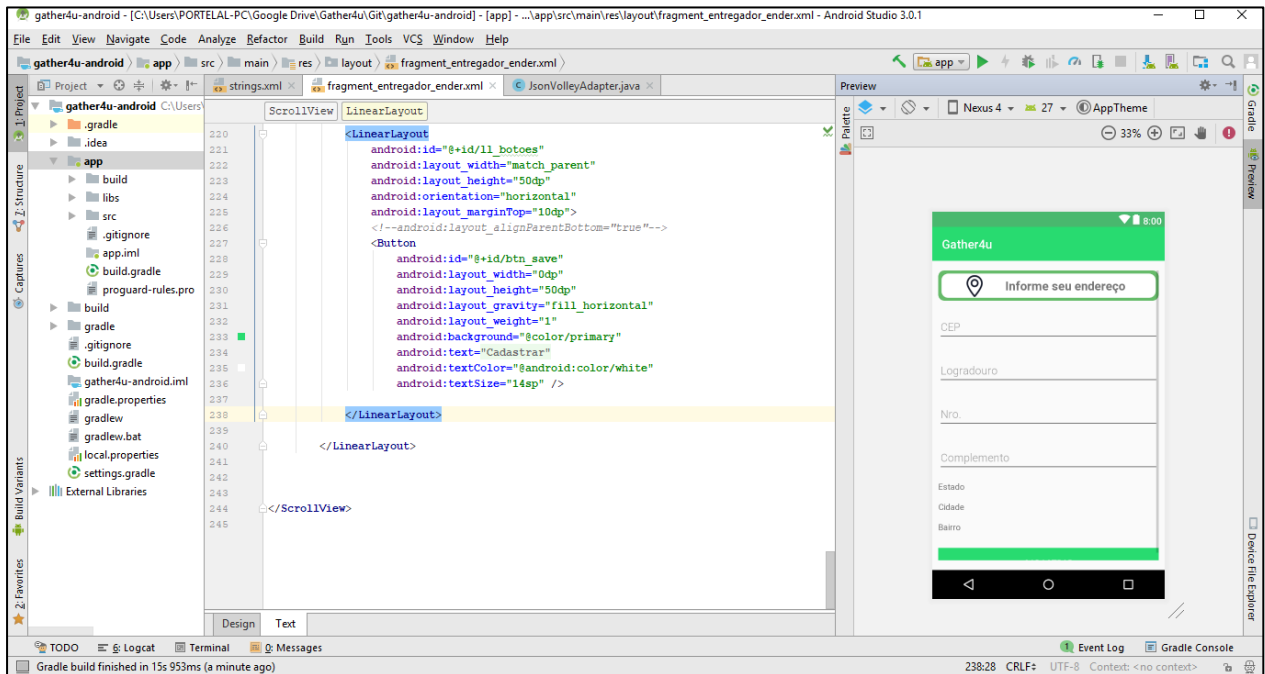 gather4u-android - [C:\Users\PORTELAL-PC\Google Drive\Gather4u\Git\gather4u-android] - [app] - ...\app\src\main\res\layout\fragment_entregador_ender.xml - Android Studio 3.0.1
File Edit View Navigate Code Analyze Refactor Build Run Tools VCS Window Help
gather4u-android app src main res layout fragment_entregador_ender.xml app
Project strings.xml fragment_entregador_ender.xml JsonVolleyAdapter.java Preview
1: Project
Z: Structure
Captures
Build Variants
2: Favorites
gather4u-android C:\Users\
.gradle
.idea
app
build
libs
src
.gitignore
app.iml
build.gradle
proguard-rules.pro
build
gradle
.gitignore
build.gradle
gather4u-android.iml
gradle.properties
gradlew
gradlew.bat
local.properties
settings.gradle
External Libraries
ScrollView LinearLayout
220 <LinearLayout
221 android:id="@+id/ll_botoes"
222 android:layout_width="match_parent"
223 android:layout_height="50dp"
224 android:orientation="horizontal"
225 android:layout_marginTop="10dp">
226 <!--android:layout_alignParentBottom="true"-->
227 <Button
228 android:id="@+id/btn_save"
229 android:layout_width="0dp"
230 android:layout_height="50dp"
231 android:layout_gravity="fill_horizontal"
232 android:layout_weight="1"
233 android:background="@color/primary"
234 android:text="Cadastrar"
235 android:textColor="@android:color/white"
236 android:textSize="14sp" />
237
238 </LinearLayout>
239
240 </LinearLayout>
241
242
243
244 </ScrollView>
245
Design Text
Palette
Nexus 4 27 AppTheme
33%
8:00
Gather4u
Informe seu endereço
CEP
Logradouro
Nro.
Complemento
Estado
Cidade
Bairro
Gradle
Preview
Device File Explorer
TODO 6: Logcat Terminal 0: Messages 1 Event Log Gradle Console
Gradle build finished in 15s 953ms (a minute ago) 238:28 CRLF UTF-8 Context: <no context>